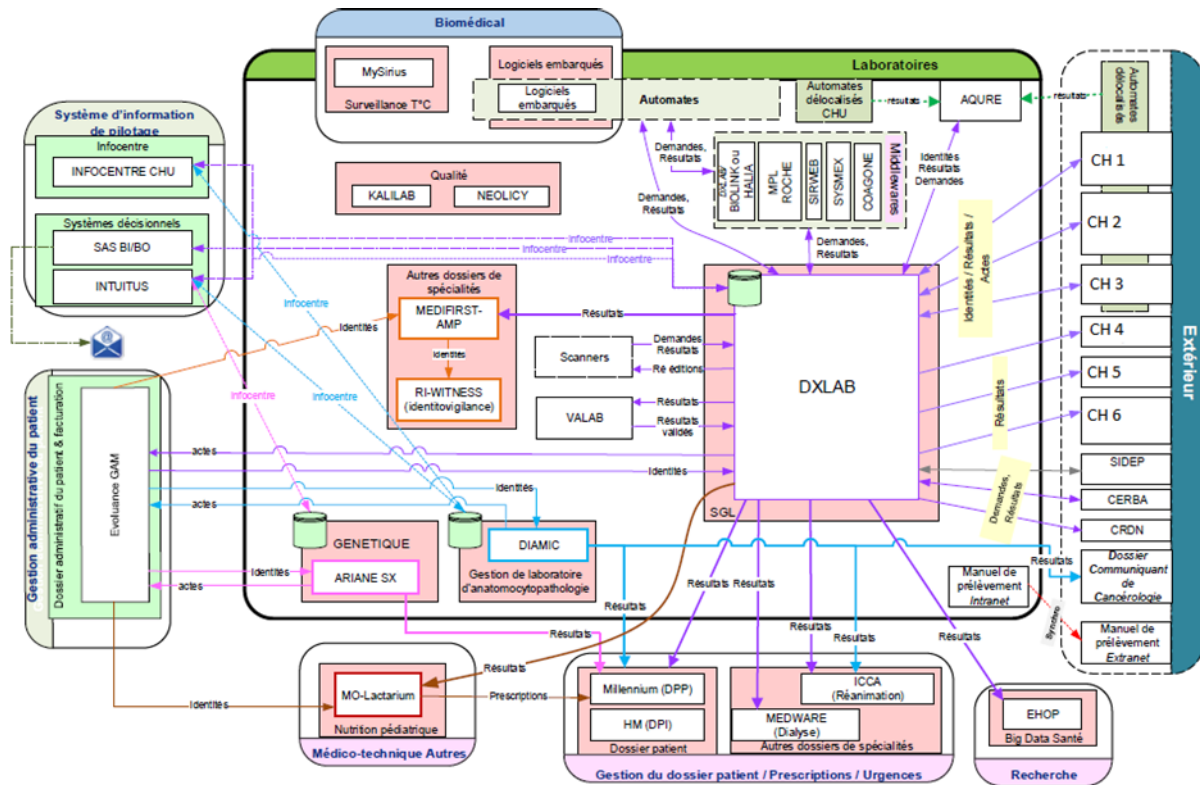 Biomédical
MySirius
Surveillance T°C
Logiciels embarqués
Logiciels
embarqués
Laboratoires
Automates
Automates
délocalisés
CHU
résultats
AQURE
résultats
Automates
délocalisés
Système d'information
de pilotage
Infocentre
INFOCENTRE CHU
Systèmes décisionnels
SAS BI/BO
INTUITUS
Qualité
KALILAB
NEOLICY
Demandes,
Résultats
Demandes,
Résultats
DXLAB/
BIOLINK ou
HALIA
MPL
ROCHE
SIRWEB
SYSMEX
COAGONE
Middlewares
Identités
Résultats
Demandes
Demandes,
Résultats
Identités / Résultats /
Actes
CH 1
CH 2
CH 3
CH 4
CH 5
CH 6
SIDEP
CERBA
CRDN
Dossier
Communiquant
de
Cancérologie
Manuel de
prélèvement
Extranet
Extérieur
Infocentre
Infocentre
Infocentre
Infocentre
Infocentre
Infocentre
Autres dossiers de
spécialités
MEDIFIRST-
AMP
Identités
RI-WITNESS
(identitovigilance)
Identités
Résultats
Scanners
Demandes
Résultats
Ré éditions
VALAB
Résultats
Résultats
validés
DXLAB
SGL
Résultats
Demandes,
Résultats
Résultats
Gestion administrative du patient
Dossier administratif du patient & facturation
Evoluance GAM
actes
Identités
Identités
actes
Identités
actes
GENETIQUE
ARIANE SX
DIAMIC
Gestion de laboratoire
d'anatomocytopathologie
Manuel de
prélèvement
Intranet
Synchro
Résultats
Résultats
Résultats
Résultats
Résultats
Résultats
Résultats
Résultats
Résultats
MO-Lactarium
Nutrition pédiatrique
Médico-technique Autres
Identités
Prescriptions
Millennium (DPP)
HM (DPI)
Dossier patient
ICCA
(Réanimation)
MEDWARE
(Dialyse)
Autres dossiers de spécialités
Gestion du dossier patient / Prescriptions / Urgences
EHOP
Big Data Santé
Recherche